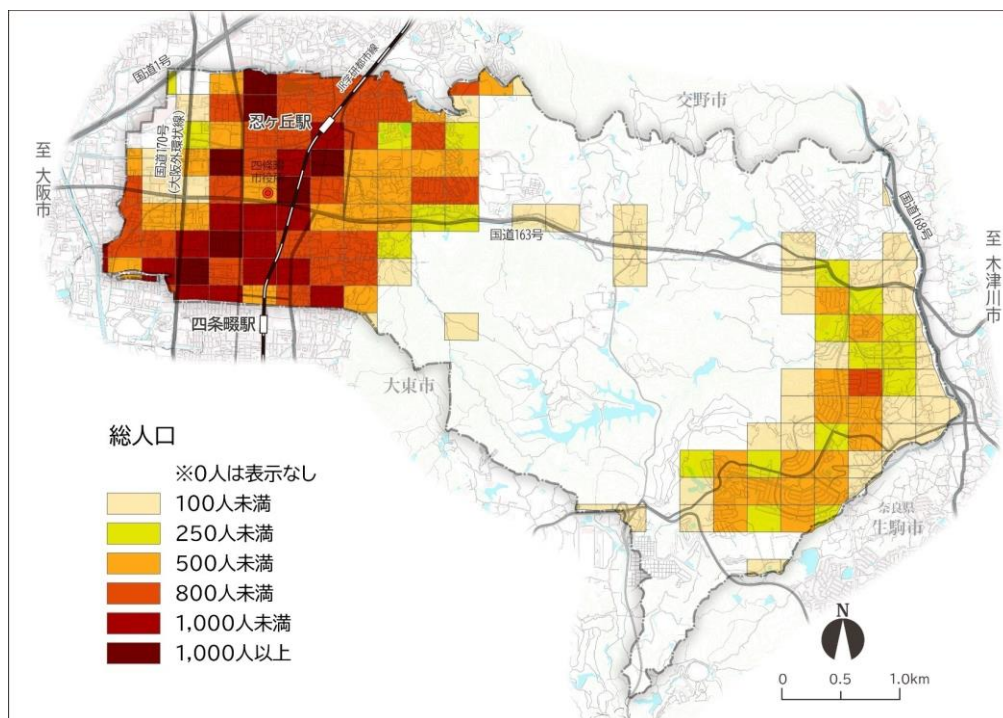 国道1号
JR学研都市線
交野市
忍ケ丘駅
国道170号
(大阪外環状線)
四條畷
市役所
至 大阪市
国道163号
国道168号
至 木津川市
四条畷駅
大東市
奈良県
生駒市
総人口
※0人は表示なし
100人未満
250人未満
500人未満
800人未満
1,000人未満
1,000人以上
N
0 0.5 1.0km